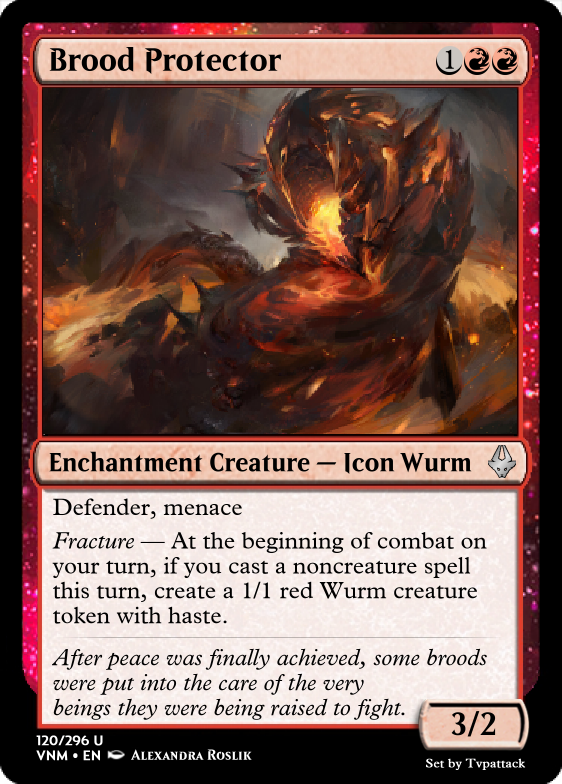 Brood Protector 1
Enchantment Creature — Icon Wurm
Defender, menace
Fracture — At the beginning of combat on
your turn, if you cast a noncreature spell
this turn, create a 1/1 red Wurm creature
token with haste.
After peace was finally achieved, some broods
were put into the care of the very
beings they were being raised to fight.
3/2
120/296 U
VNM • EN Alexandra Roslik
Set by Tvpattack